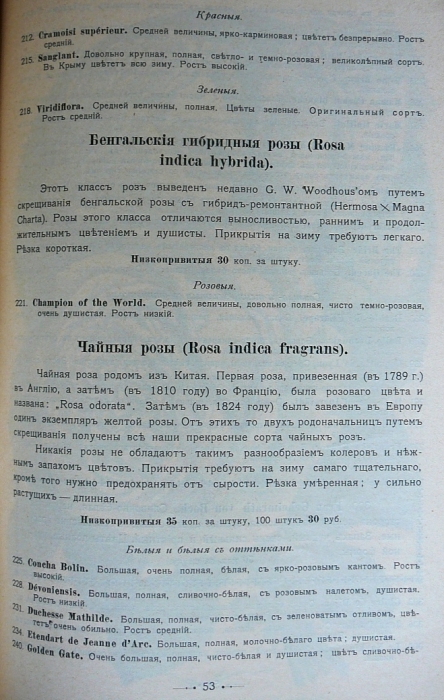 Красныя.
212. Cramoisi supérieur. Средней величины, ярко-карминовая; цвѣтетъ безпрерывно. Ростъ
средній.
215. Sanglant. Довольно крупная, полная, свѣтло- и темно-розовая; великолѣпный сортъ.
Въ Крыму цвѣтетъ всю зиму. Ростъ высокій.
Зеленыя.
218. Viridiflora. Средней величины, полная. Цвѣты зеленые. Оригинальный сортъ.
Ростъ средній.
Бенгальскія гибридныя розы (Rosa
indica hybrida).
Этотъ классъ розъ выведенъ недавно G. W. Woodhous'омъ путемъ
скрещиванія бенгальской розы съ гибридъ-ремонтантной (Hermosa × Magna
Charta). Розы этого класса отличаются выносливостью, раннимъ и продол-
жительнымъ цвѣтеніемъ и душисты. Прикрытія на зиму требуютъ легкаго.
Рѣзка короткая.
Низкопривитыя 30 коп. за штуку.
Розовыя.
221. Champion of the World. Средней величины, довольно полная, чисто темно-розовая,
очень душистая. Ростъ низкій.
Чайныя розы (Rosa indica fragrans).
Чайная роза родомъ изъ Китая. Первая роза, привезенная (въ 1789 г.)
въ Англію, а затѣмъ (въ 1810 году) во Францію, была розоваго цвѣта и
названа: „Rosa odorata“. Затѣмъ (въ 1824 году) былъ завезенъ въ Европу
одинъ экземпляръ желтой розы. Отъ этихъ то двухъ родоначальницъ путемъ
скрещиванія получены всѣ наши прекрасные сорта чайныхъ розъ.
Никакія розы не обладаютъ такимъ разнообразіемъ колеровъ и нѣж-
нымъ запахомъ цвѣтовъ. Прикрытія требуютъ на зиму самаго тщательнаго,
кромѣ того нужно предохранять отъ сырости. Рѣзка умѣренная; у сильно
растущихъ — длинная.
Низкопривитыя 35 коп. за штуку, 100 штукъ 30 руб.
Бѣлыя и бѣлыя съ оттѣнками.
225. Concha Bolin. Большая, очень полная, бѣлая, съ ярко-розовымъ кантомъ. Ростъ
высокій.
228. Dévoniensis. Большая, полная, сливочно-бѣлая, съ розовымъ налетомъ, душистая.
Ростъ низкій.
231. Duchesse Mathilde. Большая, полная, чисто-бѣлая, съ зеленоватымъ отливомъ, цвѣ-
тетъ очень обильно. Ростъ средній.
234. Etendart de Jeanne d'Arc. Большая, полная, молочно-бѣлаго цвѣта; душистая.
240. Golden Gate. Очень большая, полная, чисто-бѣлая и душистая; цвѣтъ сливочно-бѣ-
53